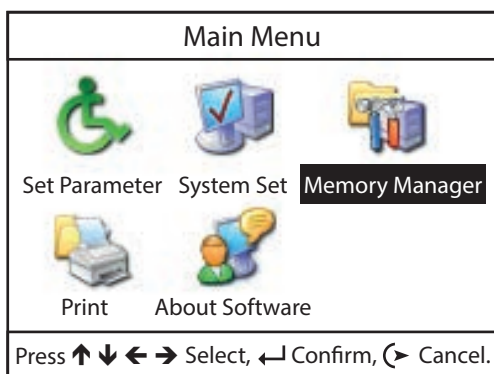 Main Menu
Set Parameter System Set Memory Manager
Print About Software
Press ↑ ↓ ← → Select, ↵ Confirm, (➤ Cancel.